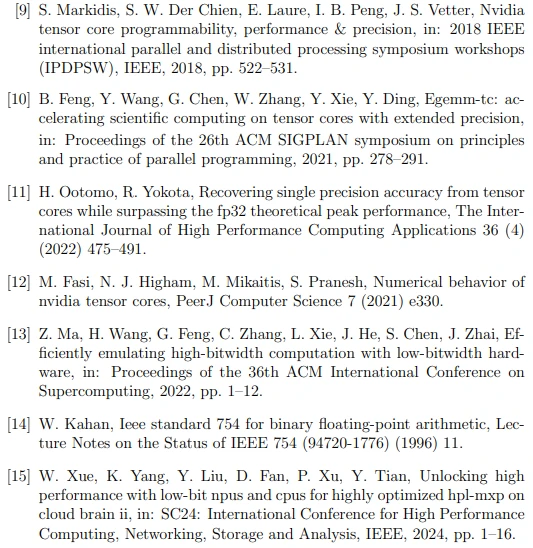 [9] S. Markidis, S. W. Der Chien, E. Laure, I. B. Peng, J. S. Vetter, Nvidia
tensor core programmability, performance & precision, in: 2018 IEEE
international parallel and distributed processing symposium workshops
(IPDPSW), IEEE, 2018, pp. 522–531.
[10] B. Feng, Y. Wang, G. Chen, W. Zhang, Y. Xie, Y. Ding, Egemm-tc: ac-
celerating scientific computing on tensor cores with extended precision,
in: Proceedings of the 26th ACM SIGPLAN symposium on principles
and practice of parallel programming, 2021, pp. 278–291.
[11] H. Ootomo, R. Yokota, Recovering single precision accuracy from tensor
cores while surpassing the fp32 theoretical peak performance, The Inter-
national Journal of High Performance Computing Applications 36 (4)
(2022) 475–491.
[12] M. Fasi, N. J. Higham, M. Mikaitis, S. Pranesh, Numerical behavior of
nvidia tensor cores, PeerJ Computer Science 7 (2021) e330.
[13] Z. Ma, H. Wang, G. Feng, C. Zhang, L. Xie, J. He, S. Chen, J. Zhai, Ef-
ficiently emulating high-bitwidth computation with low-bitwidth hard-
ware, in: Proceedings of the 36th ACM International Conference on
Supercomputing, 2022, pp. 1–12.
[14] W. Kahan, Ieee standard 754 for binary floating-point arithmetic, Lec-
ture Notes on the Status of IEEE 754 (94720-1776) (1996) 11.
[15] W. Xue, K. Yang, Y. Liu, D. Fan, P. Xu, Y. Tian, Unlocking high
performance with low-bit npus and cpus for highly optimized hpl-mxp on
cloud brain ii, in: SC24: International Conference for High Performance
Computing, Networking, Storage and Analysis, IEEE, 2024, pp. 1–16.